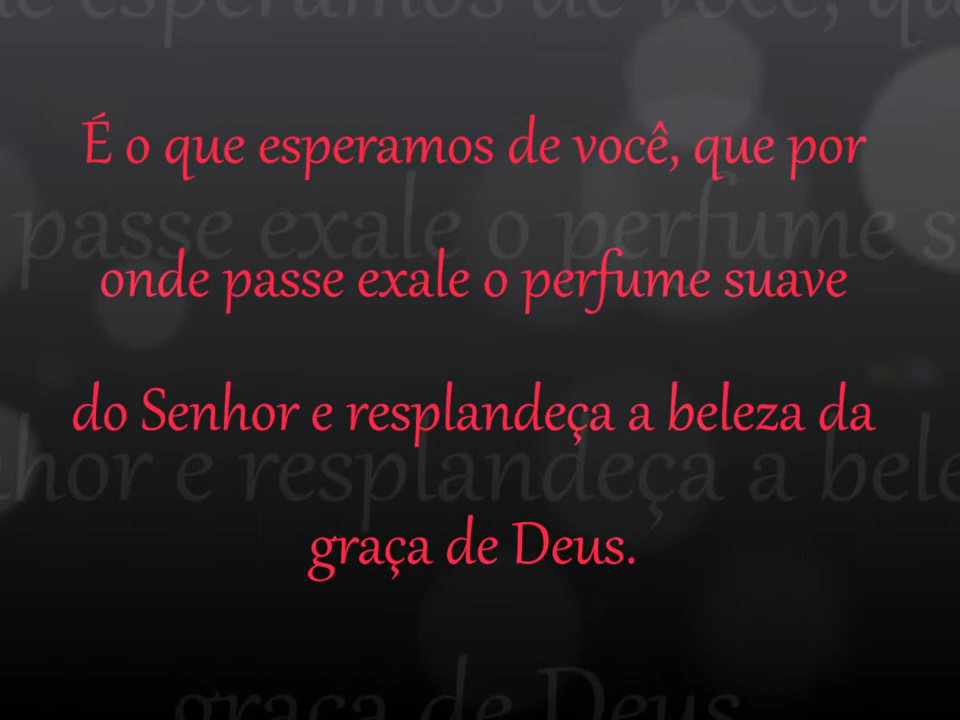 É o que esperamos de você, que por
onde passe exale o perfume suave
do Senhor e resplandeça a beleza da
graça de Deus.